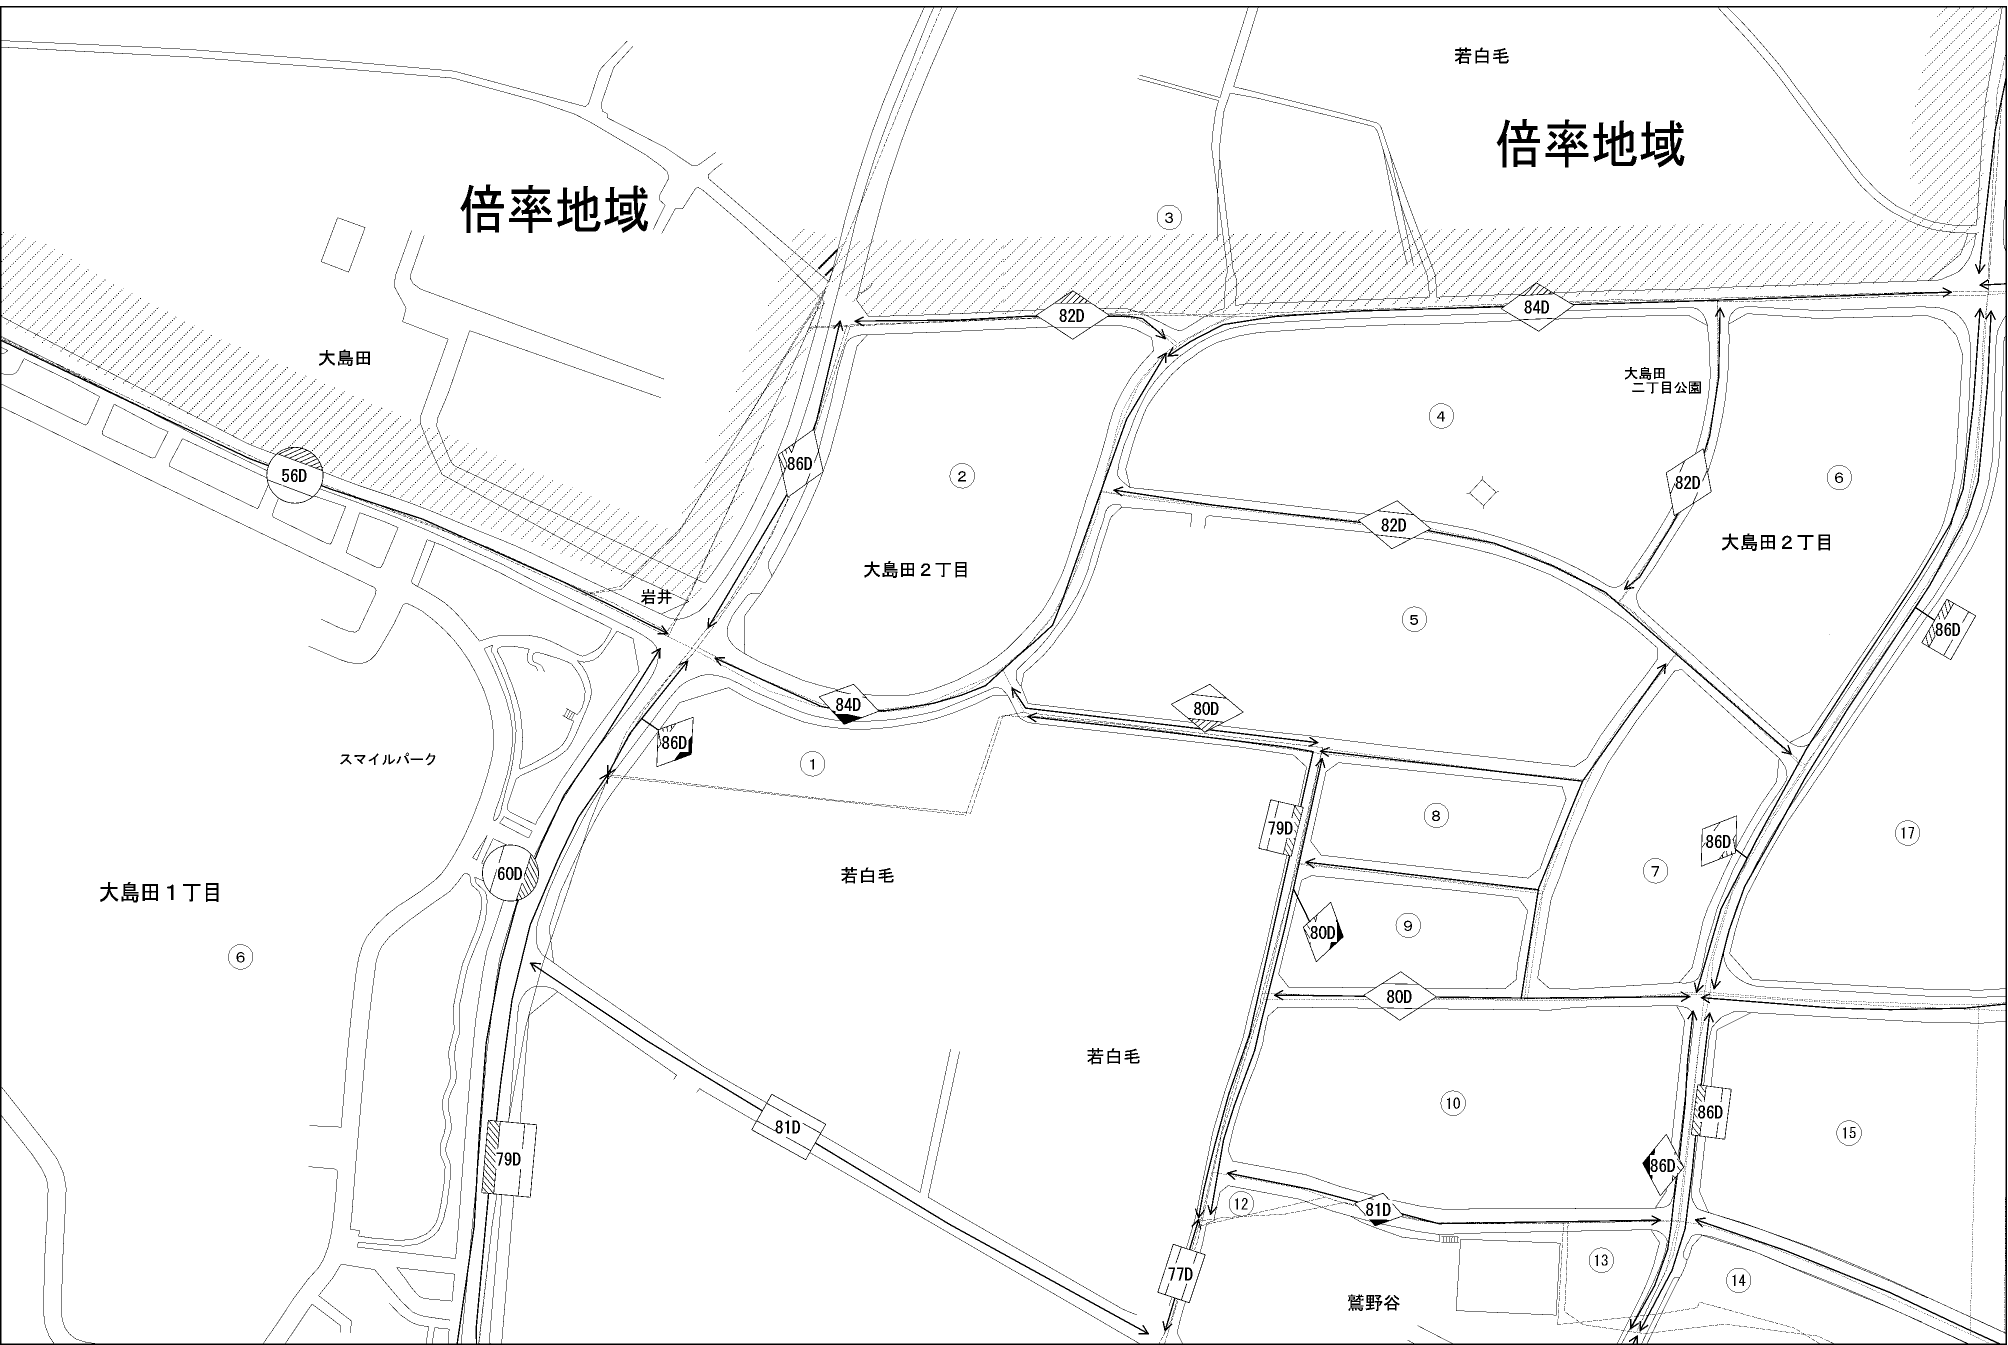 若白毛
倍率地域
倍率地域
③
82D
84D
大島田
大島田
二丁目公園
④
86D
56D
②
82D
⑥
82D
大島田２丁目
大島田２丁目
岩井
⑤
86D
84D
80D
86D
スマイルパーク
①
79D
⑧
⑰
86D
60D
若白毛
⑦
大島田１丁目
80D
⑨
⑥
80D
若白毛
⑩
86D
81D
⑮
79D
86D
⑫
81D
77D
⑬
⑭
鷲野谷